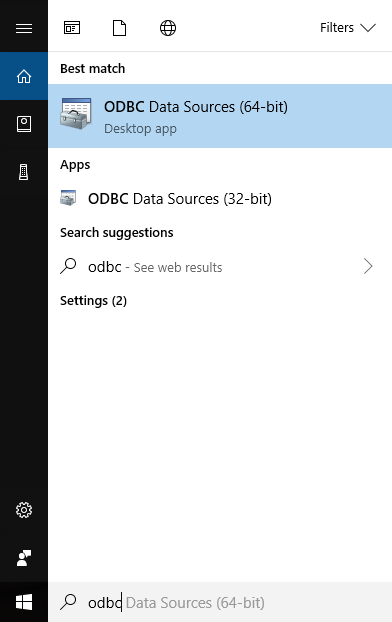 Filters
Best match
ODBC Data Sources (64-bit)
Desktop app
Apps
ODBC Data Sources (32-bit)
Search suggestions
odbc - See web results
Settings (2)
odbc Data Sources (64-bit)